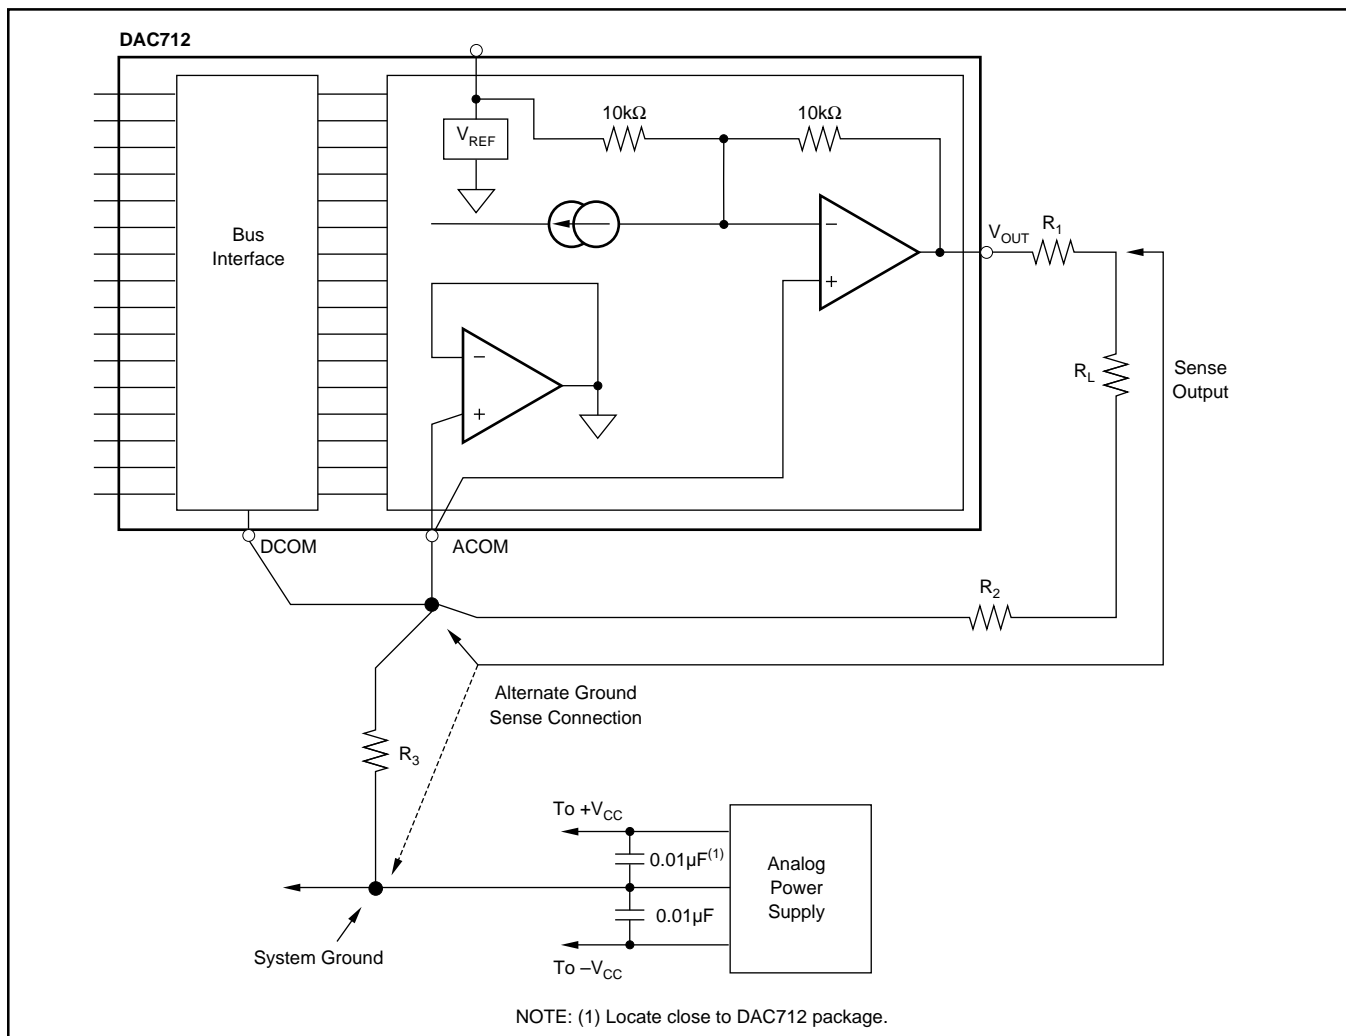 DAC712
10kΩ
10kΩ
V_REF
Bus
Interface
–
+
V_OUT
R_1
–
+
R_L
Sense
Output
DCOM
ACOM
R_2
Alternate Ground
Sense Connection
R_3
To +V_CC
0.01µF(1)
Analog
Power
Supply
0.01µF
System Ground
To –V_CC
NOTE: (1) Locate close to DAC712 package.